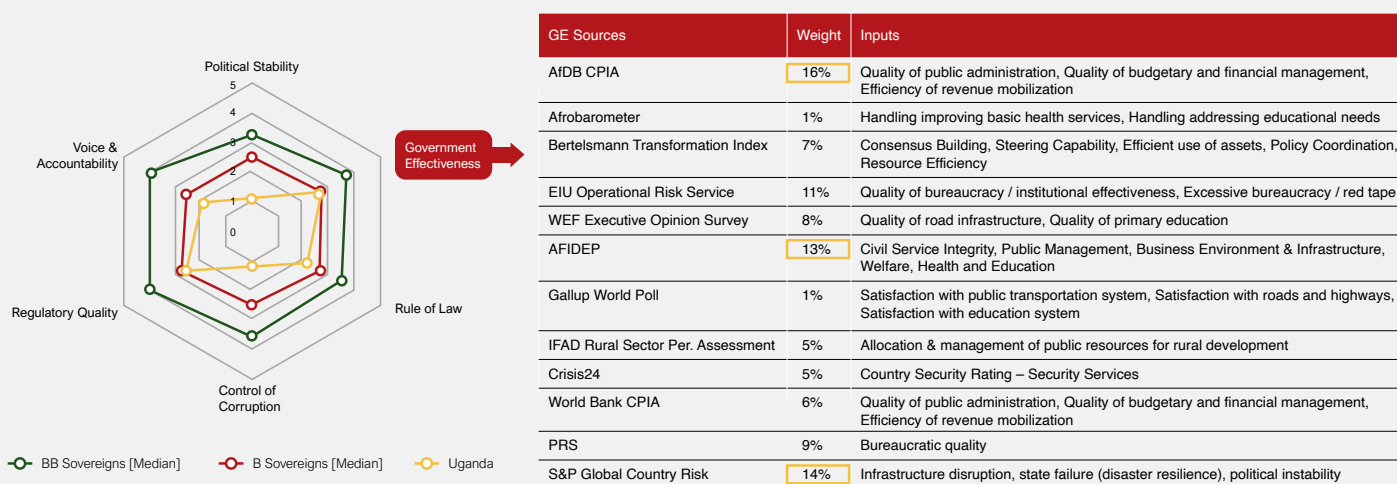 Political Stability
5
4
3
2
1
0
Voice &
Accountability
Government
Effectiveness
Regulatory Quality
Rule of Law
Control of
Corruption
BB Sovereigns [Median]
B Sovereigns [Median]
Uganda
GE Sources Weight Inputs
AfDB CPIA 16% Quality of public administration, Quality of budgetary and financial management,
Efficiency of revenue mobilization
Afrobarometer 1% Handling improving basic health services, Handling addressing educational needs
Bertelsmann Transformation Index 7% Consensus Building, Steering Capability, Efficient use of assets, Policy Coordination,
Resource Efficiency
EIU Operational Risk Service 11% Quality of bureaucracy / institutional effectiveness, Excessive bureaucracy / red tape
WEF Executive Opinion Survey 8% Quality of road infrastructure, Quality of primary education
AFIDEP 13% Civil Service Integrity, Public Management, Business Environment & Infrastructure,
Welfare, Health and Education
Gallup World Poll 1% Satisfaction with public transportation system, Satisfaction with roads and highways,
Satisfaction with education system
IFAD Rural Sector Per. Assessment 5% Allocation & management of public resources for rural development
Crisis24 5% Country Security Rating – Security Services
World Bank CPIA 6% Quality of public administration, Quality of budgetary and financial management,
Efficiency of revenue mobilization
PRS 9% Bureaucratic quality
S&P Global Country Risk 14% Infrastructure disruption, state failure (disaster resilience), political instability